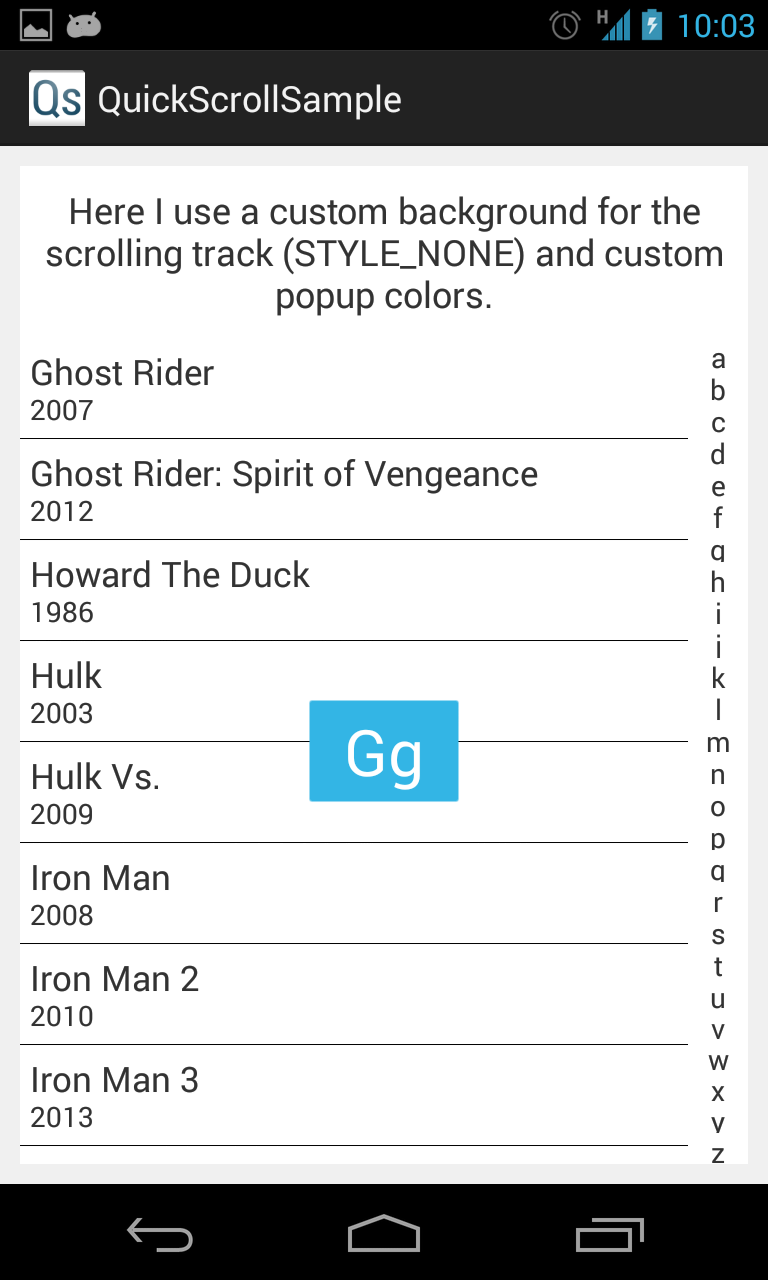 H
10:03
Qs QuickScrollSample
Here I use a custom background for the
scrolling track (STYLE_NONE) and custom
popup colors.
Ghost Rider
2007
Ghost Rider: Spirit of Vengeance
2012
Howard The Duck
1986
Hulk
2003
Gg
Hulk Vs.
2009
Iron Man
2008
Iron Man 2
2010
Iron Man 3
2013
a
b
c
d
e
f
g
h
i
j
k
l
m
n
o
p
q
r
s
t
u
v
w
x
y
z